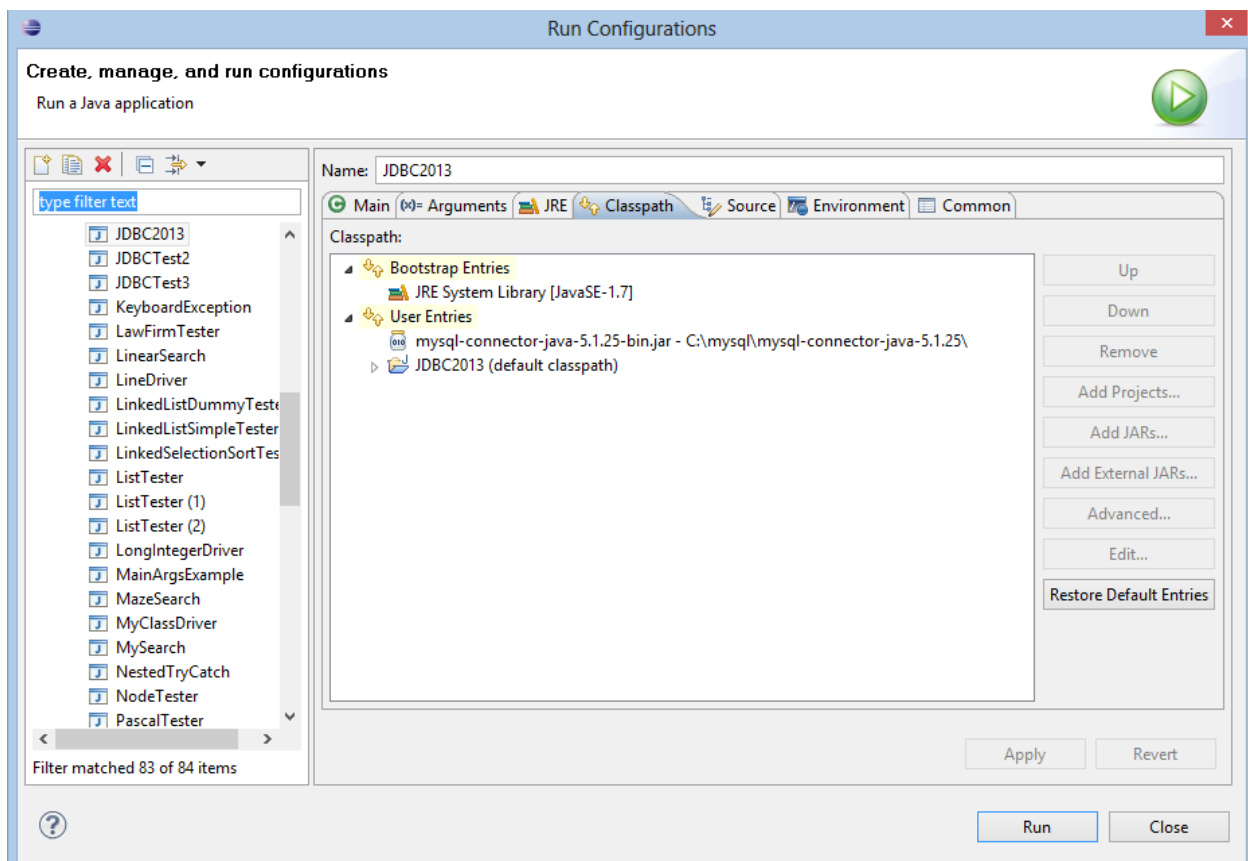 Run Configurations
Create, manage, and run configurations
Run a Java application
type filter text
JDBC2013
JDBCTest2
JDBCTest3
KeyboardException
LawFirmTester
LinearSearch
LineDriver
LinkedListDummyTeste
LinkedListSimpleTester
LinkedSelectionSortTes
ListTester
ListTester (1)
ListTester (2)
LongIntegerDriver
MainArgsExample
MazeSearch
MyClassDriver
MySearch
NestedTryCatch
NodeTester
PascalTester
Filter matched 83 of 84 items
Name: JDBC2013
Main (x)= Arguments JRE Classpath Source Environment Common
Classpath:
Bootstrap Entries
JRE System Library [JavaSE-1.7]
User Entries
mysql-connector-java-5.1.25-bin.jar - C:\mysql\mysql-connector-java-5.1.25\
JDBC2013 (default classpath)
Up
Down
Remove
Add Projects...
Add JARs...
Add External JARs...
Advanced...
Edit...
Restore Default Entries
Apply Revert
Run Close